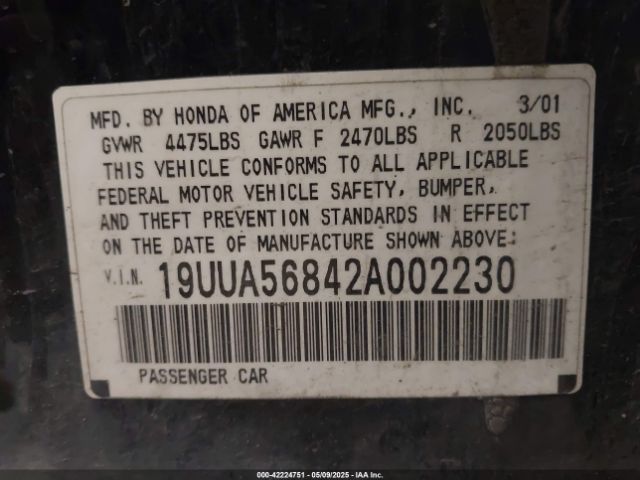 MFD. BY HONDA OF AMERICA MFG., INC. 3/01
GVWR 4475LBS GAWR F 2470LBS R 2050LBS
THIS VEHICLE CONFORMS TO ALL APPLICABLE
FEDERAL MOTOR VEHICLE SAFETY, BUMPER,
AND THEFT PREVENTION STANDARDS IN EFFECT
ON THE DATE OF MANUFACTURE SHOWN ABOVE:
V.I.N. 19UUA56842A002230
PASSENGER CAR
000-42224751 — 05/09/2025 — IAA Inc.